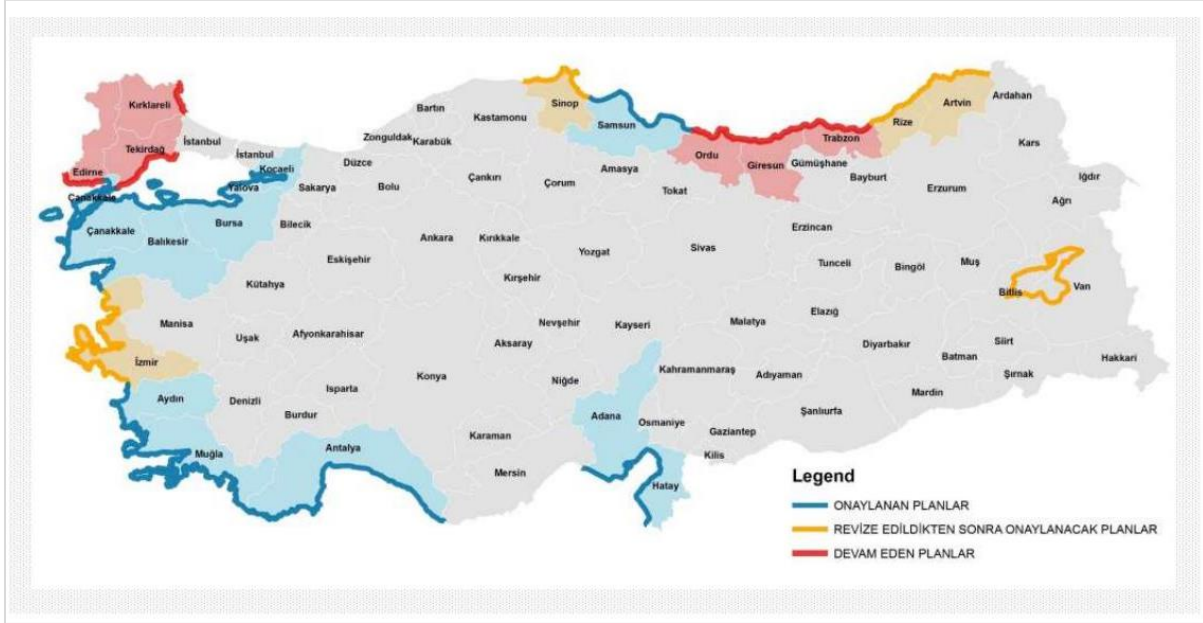 Kırklareli
Tekirdağ
Edirne
Çanakkale
İstanbul
İstanbul
Kocaeli
Yalova
Sakarya
Düzce
Zonguldak
Bartın
Karabük
Kastamonu
Sinop
Samsun
Ordu
Giresun
Trabzon
Gümüşhane
Rize
Artvin
Ardahan
Kars
Iğdır
Ağrı
Bayburt
Erzurum
Amasya
Tokat
Çorum
Çankırı
Bolu
Çanakkale
Balıkesir
Bursa
Bilecik
Eskişehir
Ankara
Kırıkkale
Yozgat
Sivas
Erzincan
Tunceli
Bingöl
Muş
Bitlis
Van
Kütahya
Kırşehir
Manisa
Uşak
Afyonkarahisar
Aksaray
Nevşehir
Kayseri
Malatya
Elazığ
Diyarbakır
Batman
Siirt
Şırnak
Hakkari
İzmir
Aydın
Denizli
Isparta
Burdur
Konya
Niğde
Kahramanmaraş
Adıyaman
Mardin
Şanlıurfa
Muğla
Antalya
Karaman
Mersin
Adana
Osmaniye
Gaziantep
Kilis
Hatay
Legend
ONAYLANAN PLANLAR
REVİZE EDİLDİKTEN SONRA ONAYLANACAK PLANLAR
DEVAM EDEN PLANLAR